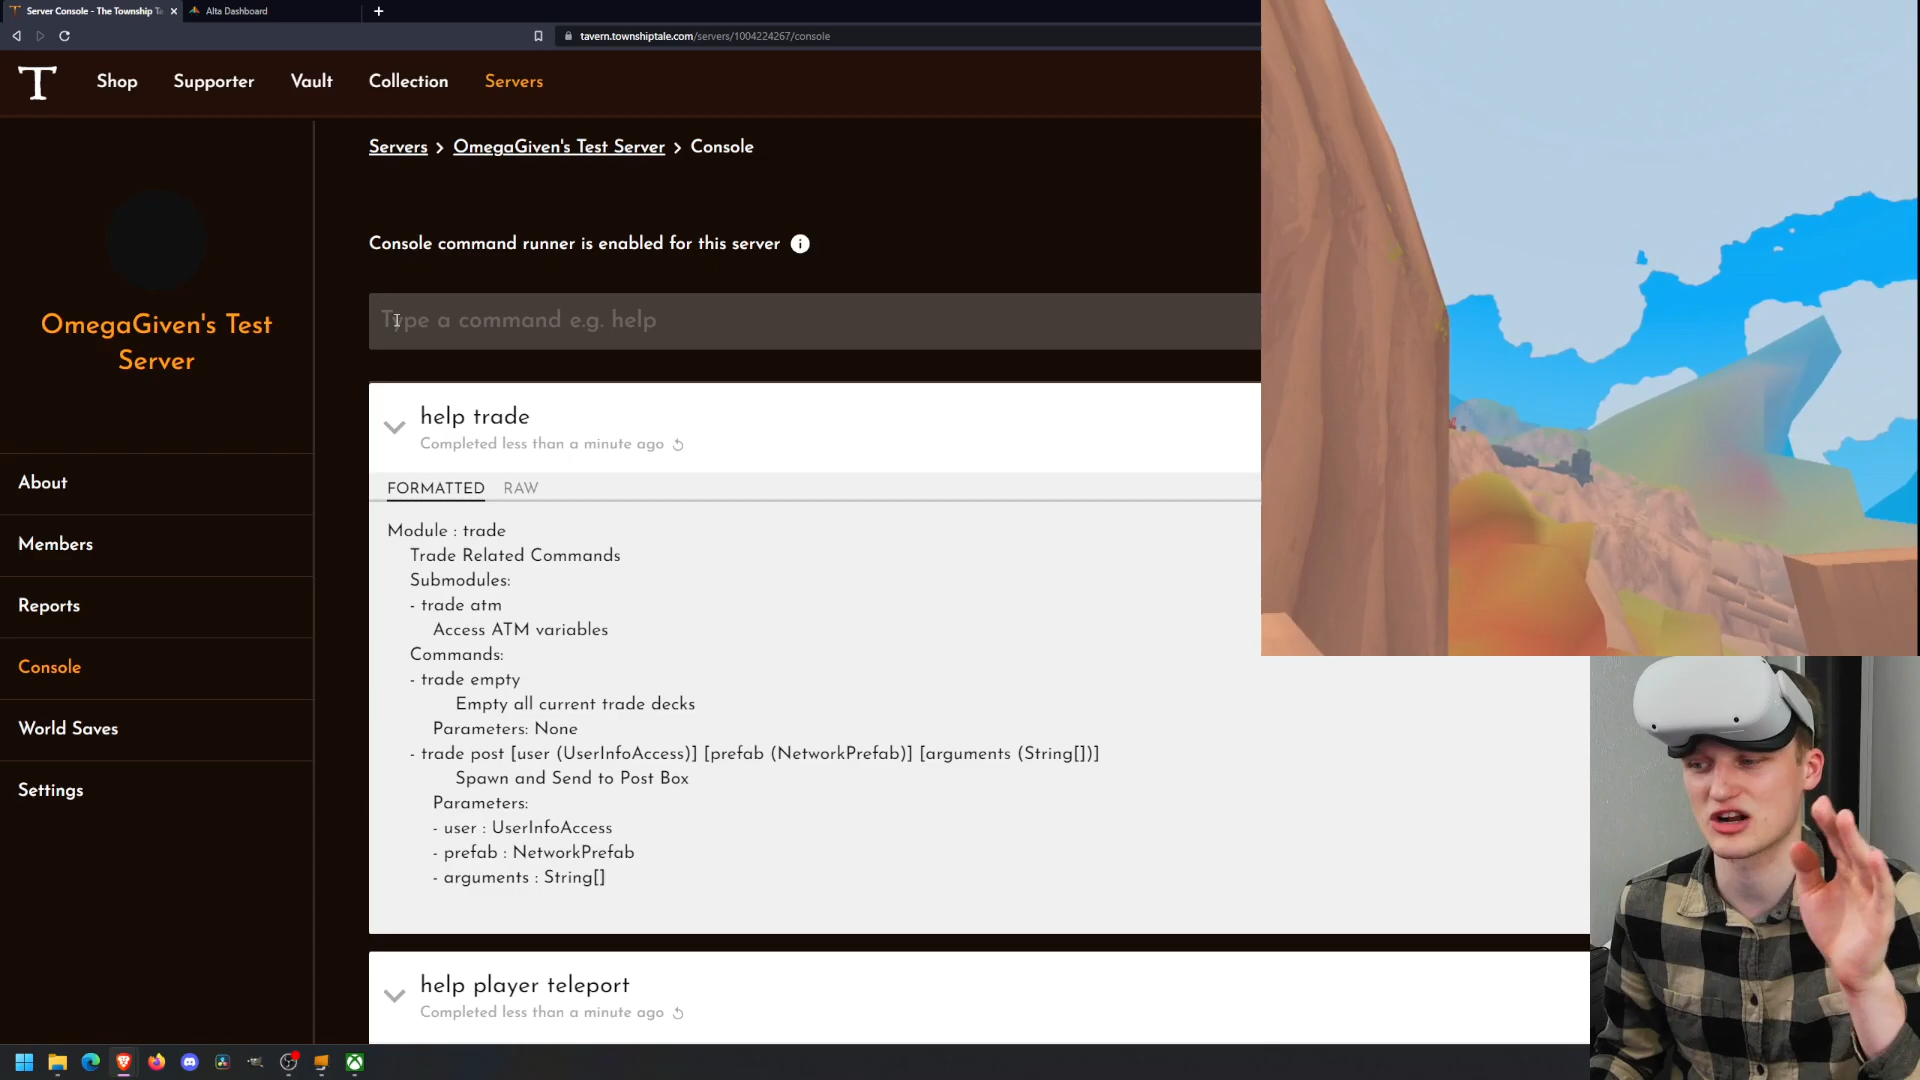 Server Console - The Township T
Alta Dashboard
tavern.townshiptale.com/servers/1004224267/console
T
Shop
Supporter
Vault
Collection
Servers
Servers > OmegaGiven's Test Server > Console
Console command runner is enabled for this server
Type a command e.g. help
OmegaGiven's Test
Server
About
Members
Reports
Console
World Saves
Settings
help trade
Completed less than a minute ago
FORMATTED
RAW
Module : trade
Trade Related Commands
Submodules:
- trade atm
Access ATM variables
Commands:
- trade empty
Empty all current trade decks
Parameters: None
- trade post [user (UserInfoAccess)] [prefab (NetworkPrefab)] [arguments (String[])]
Spawn and Send to Post Box
Parameters:
- user : UserInfoAccess
- prefab : NetworkPrefab
- arguments : String[]
help player teleport
Completed less than a minute ago